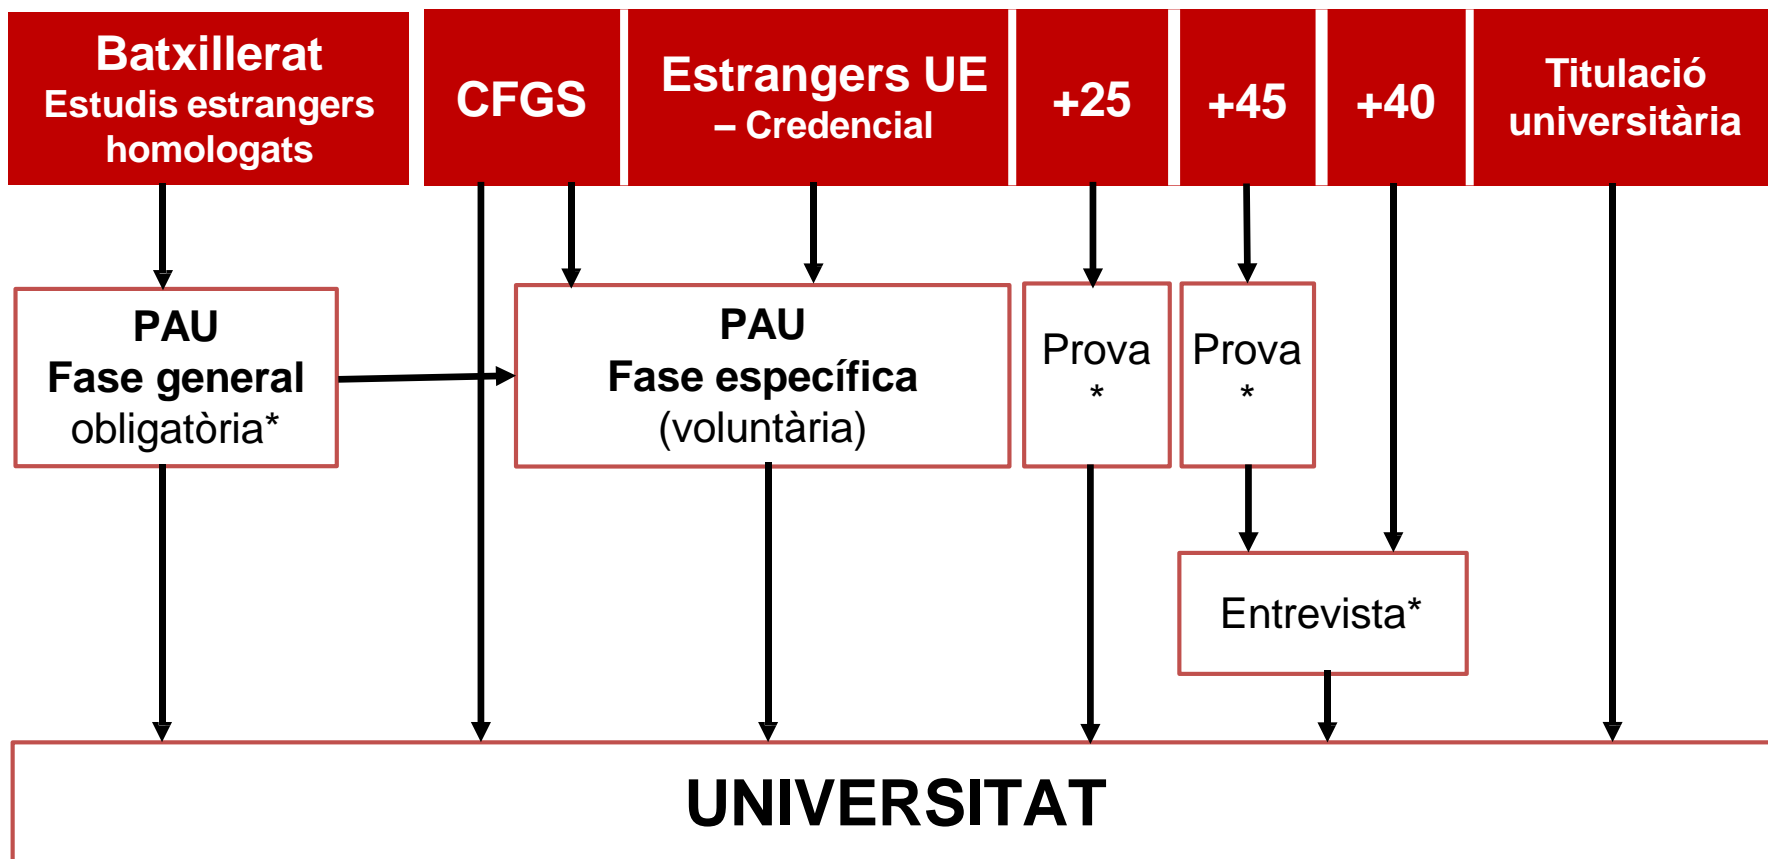 Batxillerat
Estudis estrangers
homologats
CFGS
Estrangers UE
– Credencial
+25
+45
+40
Titulació
universitària
PAU
Fase general
obligatòria*
PAU
Fase específica
(voluntària)
Prova
*
Prova
*
Entrevista*
UNIVERSITAT